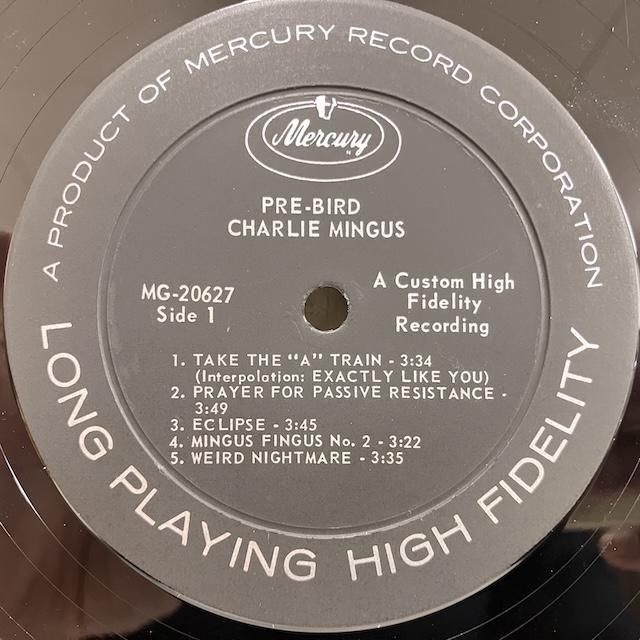 A PRODUCT OF MERCURY RECORD CORPORATION
Mercury
PRE-BIRD
CHARLIE MINGUS
MG-20627
Side 1
A Custom High
Fidelity
Recording
1. TAKE THE "A" TRAIN - 3:34
(Interpolation: EXACTLY LIKE YOU)
2. PRAYER FOR PASSIVE RESISTANCE -
3:49
3. ECLIPSE - 3:45
4. MINGUS FINGUS No. 2 - 3:22
5. WEIRD NIGHTMARE - 3:35
LONG PLAYING HIGH FIDELITY